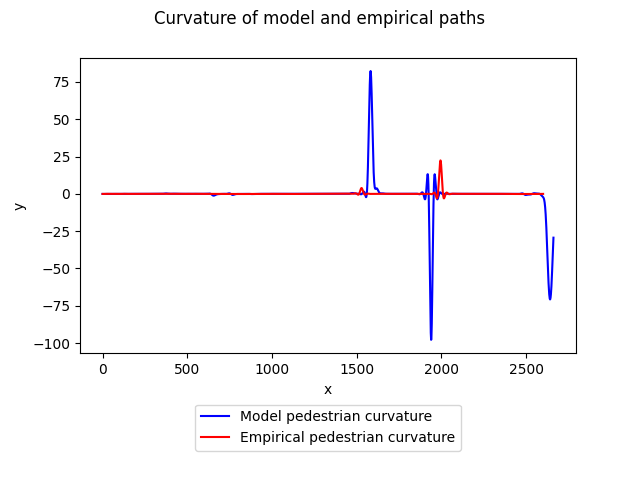 Curvature of model and empirical paths
75
50
25
0
−25
−50
−75
−100
y
0 500 1000 1500 2000 2500
x
Model pedestrian curvature
Empirical pedestrian curvature